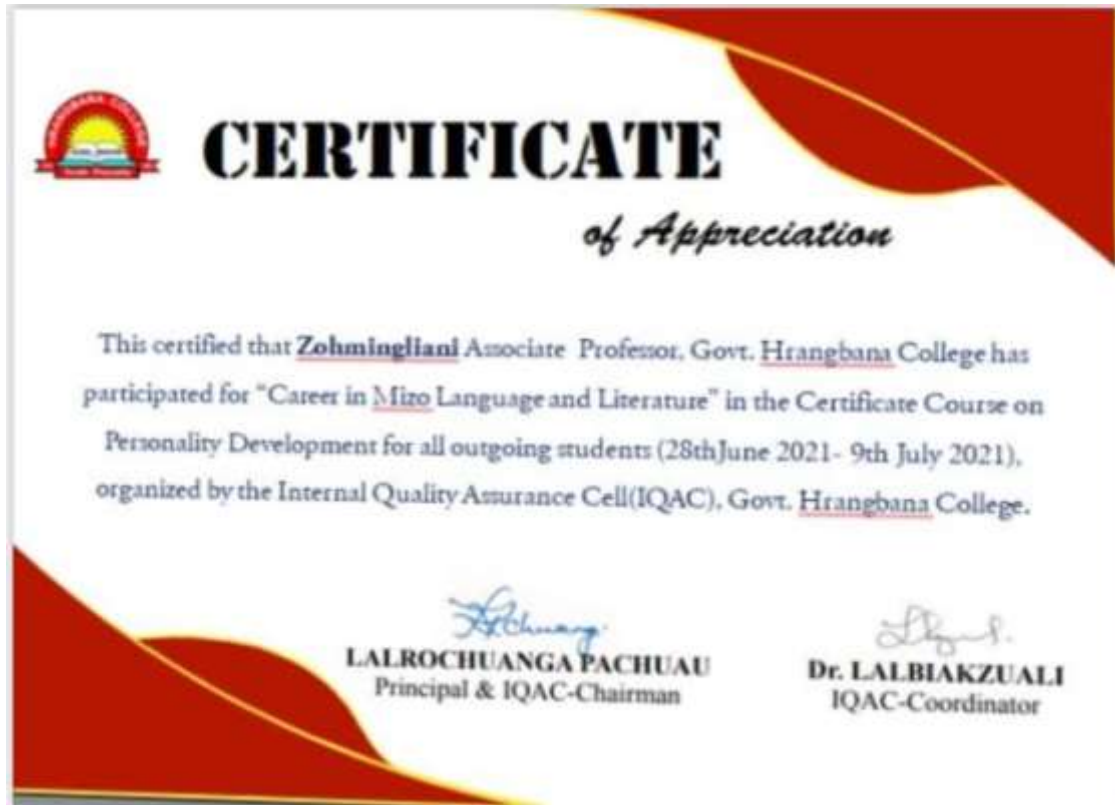 HRANGBANA COLLEGE
CERTIFICATE
of Appreciation
This certified that Zohmingliani Associate Professor, Govt. Hrangbana College has
participated for "Career in Mizo Language and Literature" in the Certificate Course on
Personality Development for all outgoing students (28thJune 2021- 9th July 2021),
organized by the Internal Quality Assurance Cell(IQAC), Govt. Hrangbana College.
LALROCHUANGA PACHUAU
Principal & IQAC-Chairman
Dr. LALBIAKZUALI
IQAC-Coordinator